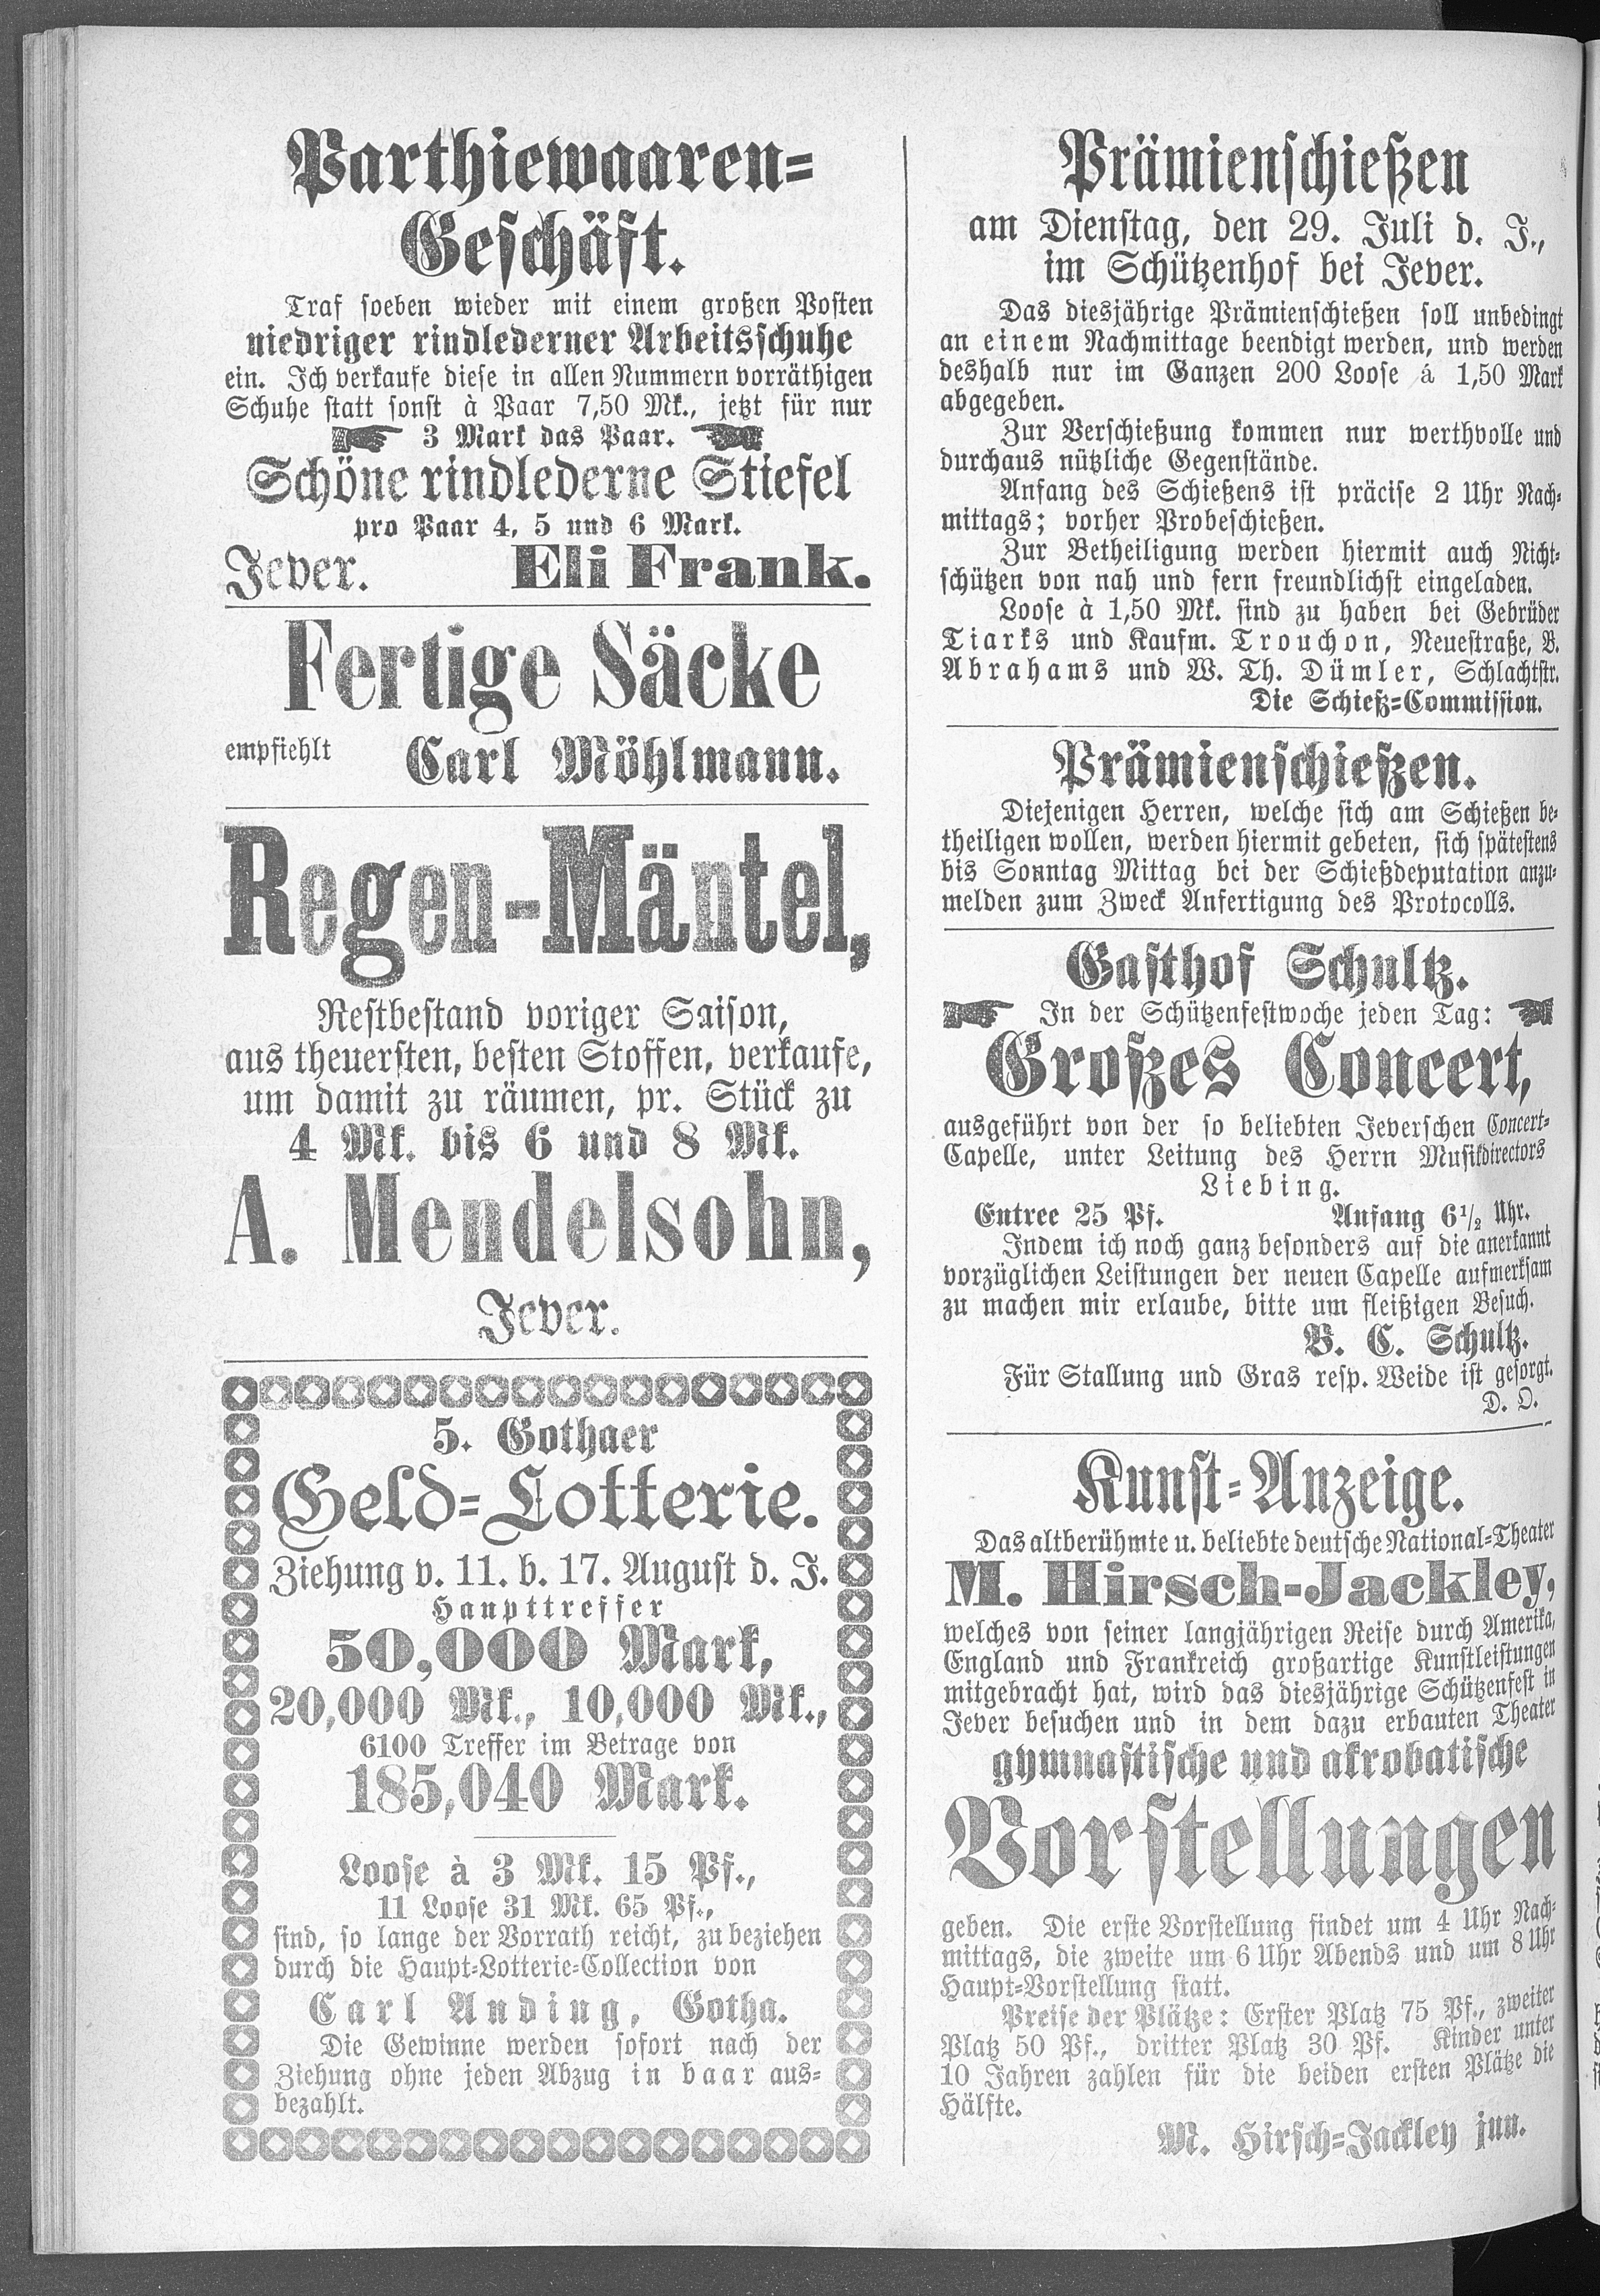 Parthiewaaren-
Geschäft.
Traf soeben wieder mit einem großen Posten
niedriger rindlederner Arbeitsschuhe
ein. Ich verkaufe diese in allen Nummern vorräthigen
Schuhe statt sonst à Paar 7,50 Mk., jetzt für nur
3 Mark das Paar.
Schöne rindlederne Stiefel
pro Paar 4, 5 und 6 Mark.
Jever. Eli Frank.
Fertige Säcke
empfiehlt Carl Möhlmann.
Regen-Mäntel,
Restbestand voriger Saison,
aus theuersten, besten Stoffen, verkaufe,
um damit zu räumen, pr. Stück zu
4 Mk. bis 6 und 8 Mk.
A. Mendelsohn,
Jever.
5. Gothaer
Geld-Lotterie.
Ziehung v. 11. b. 17. August d. J.
Haupttreffer
50,000 Mark,
20,000 Mk., 10,000 Mk.,
6100 Treffer im Betrage von
185,040 Mark.
Loose à 3 Mk. 15 Pf.,
11 Loose 31 Mk. 65 Pf.,
sind, so lange der Vorrath reicht, zu beziehen
durch die Haupt-Lotterie-Collection von
Carl Anding, Gotha.
Die Gewinne werden sofort nach der
Ziehung ohne jeden Abzug in baar aus-
bezahlt.
Prämienschießen
am Dienstag, den 29. Juli d. J.,
im Schützenhof bei Jever.
Das diesjährige Prämienschießen soll unbedingt
an einem Nachmittage beendigt werden, und werden
deshalb nur im Ganzen 200 Loose á 1,50 Mark
abgegeben.
Zur Verschießung kommen nur werthvolle und
durchaus nützliche Gegenstände.
Anfang des Schießens ist präcise 2 Uhr Nach-
mittags; vorher Probeschießen.
Zur Betheiligung werden hiermit auch Nicht-
schützen von nah und fern freundlichst eingeladen.
Loose à 1,50 Mk. sind zu haben bei Gebrüder
Tiarks und Kaufm. Trouchon, Neuestraße, B.
Abrahams und W. Th. Dümler, Schlachtstr.
Die Schieß-Commission.
Prämienschießen.
Diejenigen Herren, welche sich am Schießen be-
theiligen wollen, werden hiermit gebeten, sich spätestens
bis Sonntag Mittag bei der Schießdeputation anzu-
melden zum Zweck Anfertigung des Protocolls.
Gasthof Schultz.
In der Schützenfestwoche jeden Tag:
Großes Concert,
ausgeführt von der so beliebten Jeverschen Concert-
Capelle, unter Leitung des Herrn Musikdirectors
Liebing.
Entree 25 Pf. Anfang 6½ Uhr.
Indem ich noch ganz besonders auf die anerkannt
vorzüglichen Leistungen der neuen Capelle aufmerksam
zu machen mir erlaube, bitte um fleißigen Besuch.
B. C. Schultz.
Für Stallung und Gras resp. Weide ist gesorgt.
D. O.
Kunst-Anzeige.
Das altberühmte u. beliebte deutsche National-Theater
M. Hirsch-Jackley,
welches von seiner langjährigen Reise durch Amerika,
England und Frankreich großartige Kunstleistungen
mitgebracht hat, wird das diesjährige Schützenfest in
Jever besuchen und in dem dazu erbauten Theater
gymnastische und akrobatische
Vorstellungen
geben. Die erste Vorstellung findet um 4 Uhr Nach-
mittags, die zweite um 6 Uhr Abends und um 8 Uhr
Haupt-Vorstellung statt.
Preise der Plätze: Erster Platz 75 Pf., zweiter
Platz 50 Pf., dritter Platz 30 Pf. Kinder unter
10 Jahren zahlen für die beiden ersten Plätze die
Hälfte.
M. Hirsch-Jackley jun.